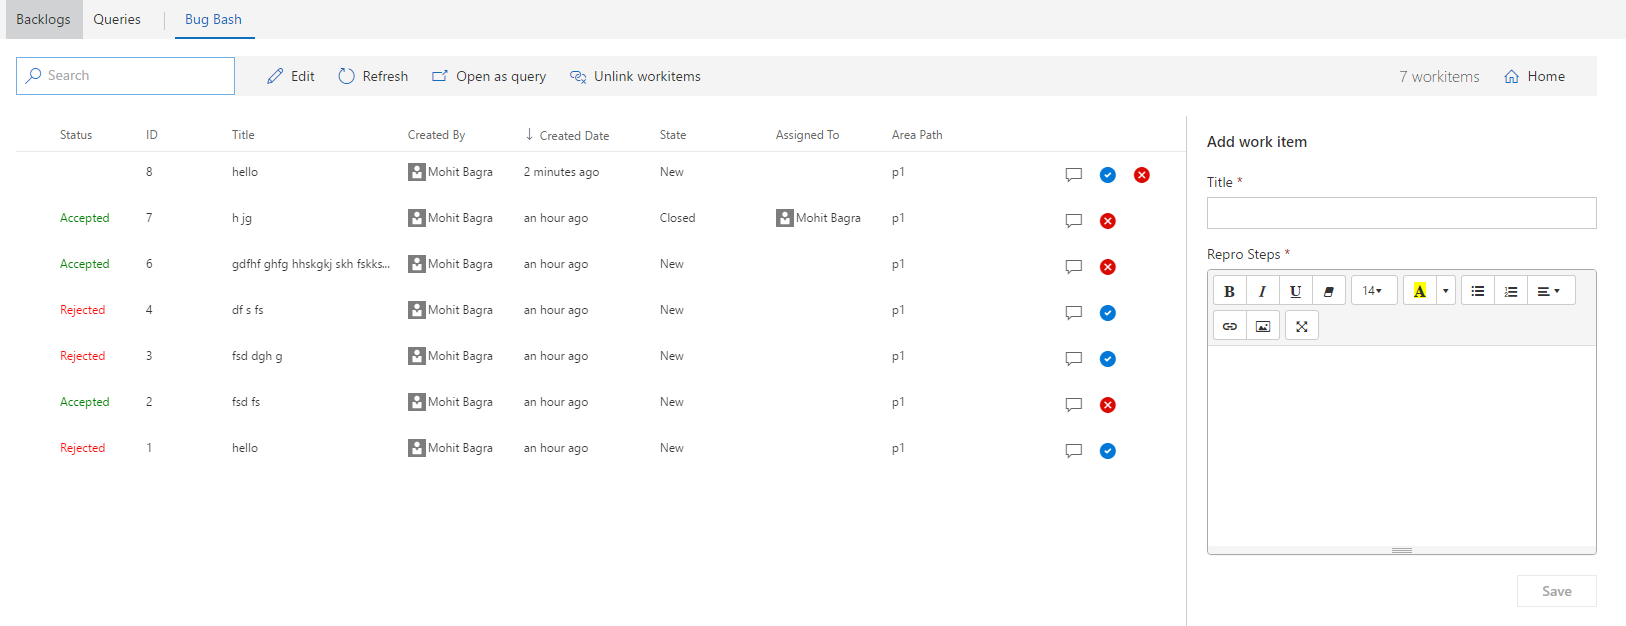 Backlogs Queries Bug Bash
Search Edit Refresh Open as query Unlink workitems 7 workitems Home
Status ID Title Created By ↓ Created Date State Assigned To Area Path
8 hello Mohit Bagra 2 minutes ago New p1
Accepted 7 h jg Mohit Bagra an hour ago Closed Mohit Bagra p1
Accepted 6 gdfhf ghfg hhskgkj skh fskks... Mohit Bagra an hour ago New p1
Rejected 4 df s fs Mohit Bagra an hour ago New p1
Rejected 3 fsd dgh g Mohit Bagra an hour ago New p1
Accepted 2 fsd fs Mohit Bagra an hour ago New p1
Rejected 1 hello Mohit Bagra an hour ago New p1
Add work item
Title *
Repro Steps *
B I U 14 A
Save